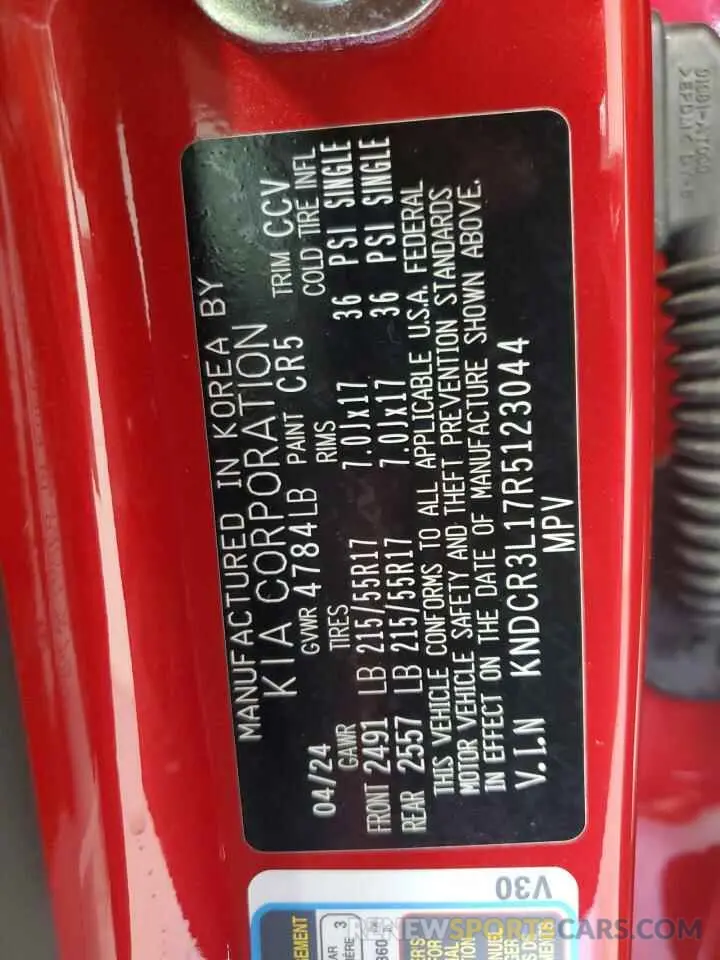 MANUFACTURED IN KOREA BY
KIA CORPORATION
04/24 GVWR 4784LB PAINT CR5 TRIM CCV
GAWR TIRES RIMS COLD TIRE INFL
FRONT 2491 LB 215/55R17 7.0Jx17 36 PSI SINGLE
REAR 2557 LB 215/55R17 7.0Jx17 36 PSI SINGLE
THIS VEHICLE CONFORMS TO ALL APPLICABLE U.S.A. FEDERAL
MOTOR VEHICLE SAFETY AND THEFT PREVENTION STANDARDS
IN EFFECT ON THE DATE OF MANUFACTURE SHOWN ABOVE.
V.I.N KNDCR3L17R5123044
MPV
V30
3
RENEWSPORTSCARS.COM